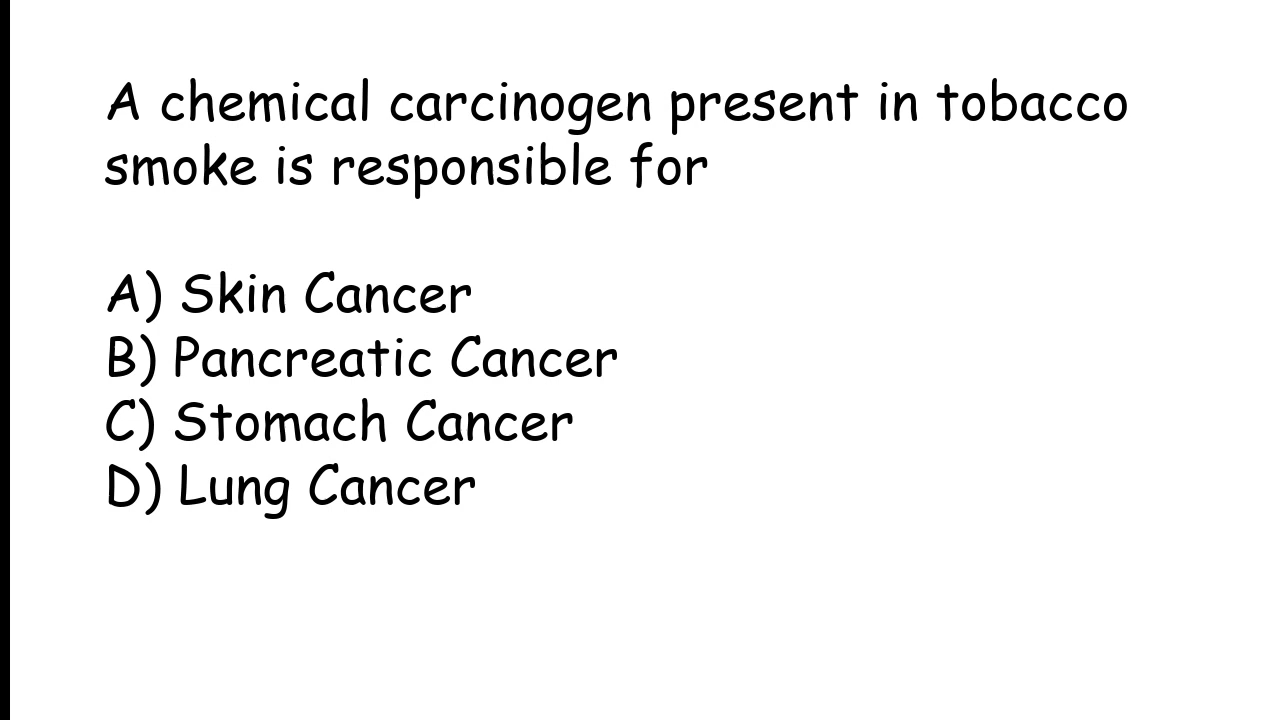 A chemical carcinogen present in tobacco
smoke is responsible for
A) Skin Cancer
B) Pancreatic Cancer
C) Stomach Cancer
D) Lung Cancer